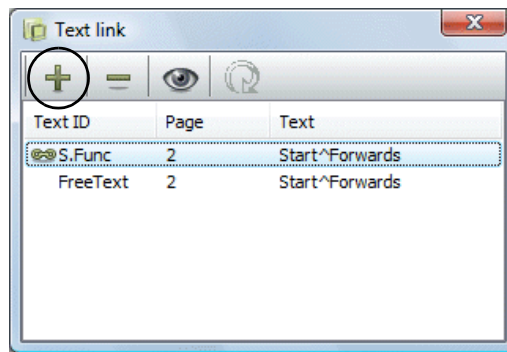 Text link
Text ID Page Text
S.Func 2 Start^Forwards
FreeText 2 Start^Forwards